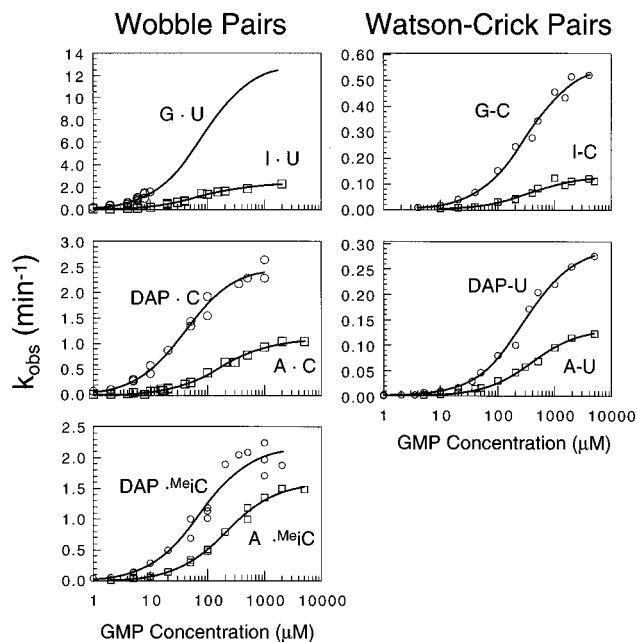 Wobble Pairs
Watson-Crick Pairs
kobs (min-1)
14
12
10
8
6
4
2.0
0.0
G · U
I · U
0.60
0.50
0.40
0.30
0.20
0.10
0.00
G-C
I-C
3.0
2.5
2.0
1.5
1.0
0.5
0.0
DAP · C
A · C
0.30
0.25
0.20
0.15
0.10
0.05
0.00
DAP-U
A-U
1 10 100 1000 10000
GMP Concentration (μM)
2.5
2.0
1.5
1.0
0.5
0.0
DAP ·MeiC
A ·MeiC
1 10 100 1000 10000
GMP Concentration (μM)